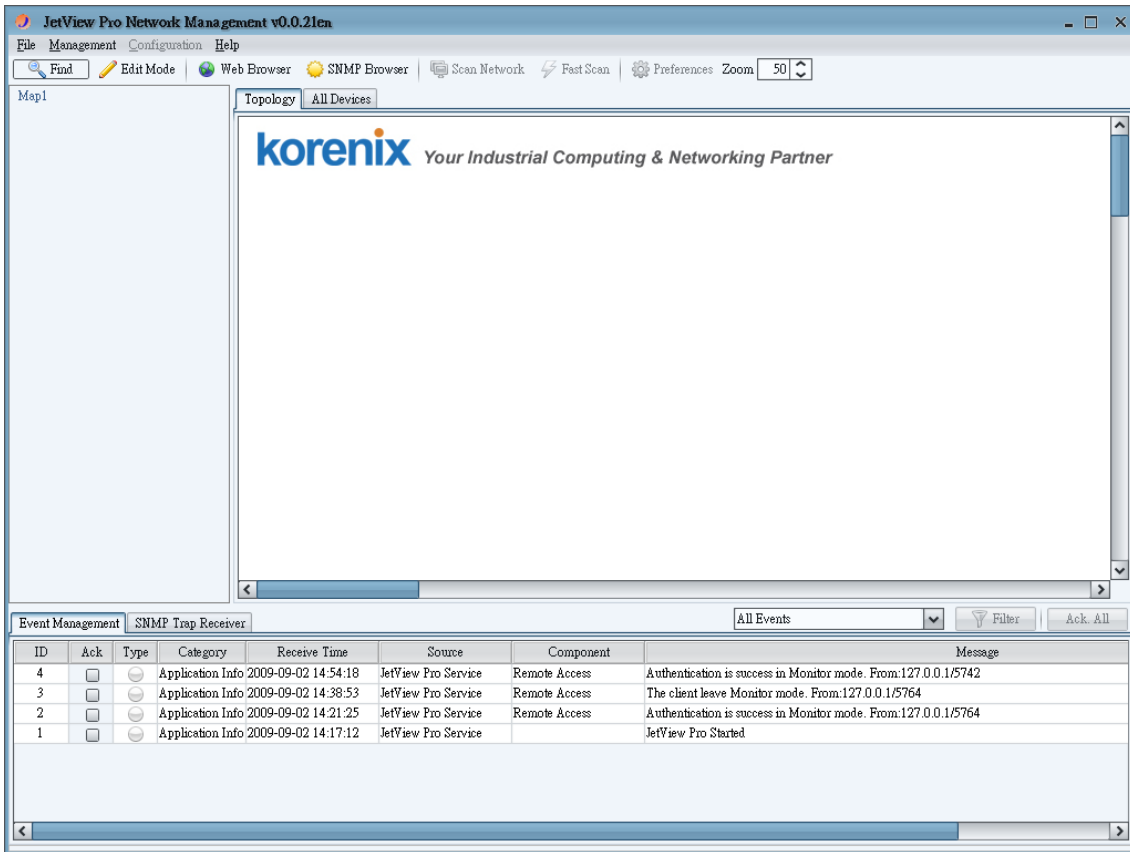 JetView Pro Network Management v0.0.21en
File Management Configuration Help
Find Edit Mode Web Browser SNMP Browser Scan Network Fast Scan Preferences Zoom 50
Map1
Topology All Devices
korenix Your Industrial Computing & Networking Partner
Event Management SNMP Trap Receiver All Events Filter Ack. All
ID Ack Type Category Receive Time Source Component Message
4 Application Info 2009-09-02 14:54:18 JetView Pro Service Remote Access Authentication is success in Monitor mode. From:127.0.0.1/5742
3 Application Info 2009-09-02 14:38:53 JetView Pro Service Remote Access The client leave Monitor mode. From:127.0.0.1/5764
2 Application Info 2009-09-02 14:21:25 JetView Pro Service Remote Access Authentication is success in Monitor mode. From:127.0.0.1/5764
1 Application Info 2009-09-02 14:17:12 JetView Pro Service JetView Pro Started